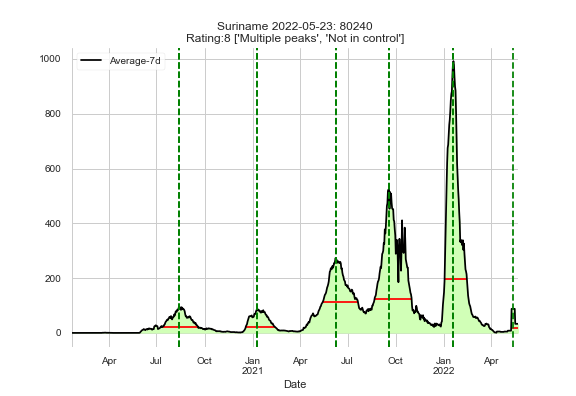 Suriname 2022-05-23: 80240
Rating:8 ['Multiple peaks', 'Not in control']
Average-7d
1000
800
600
400
200
0
Apr Jul Oct Jan Apr Jul Oct Jan Apr
2021 2022
Date